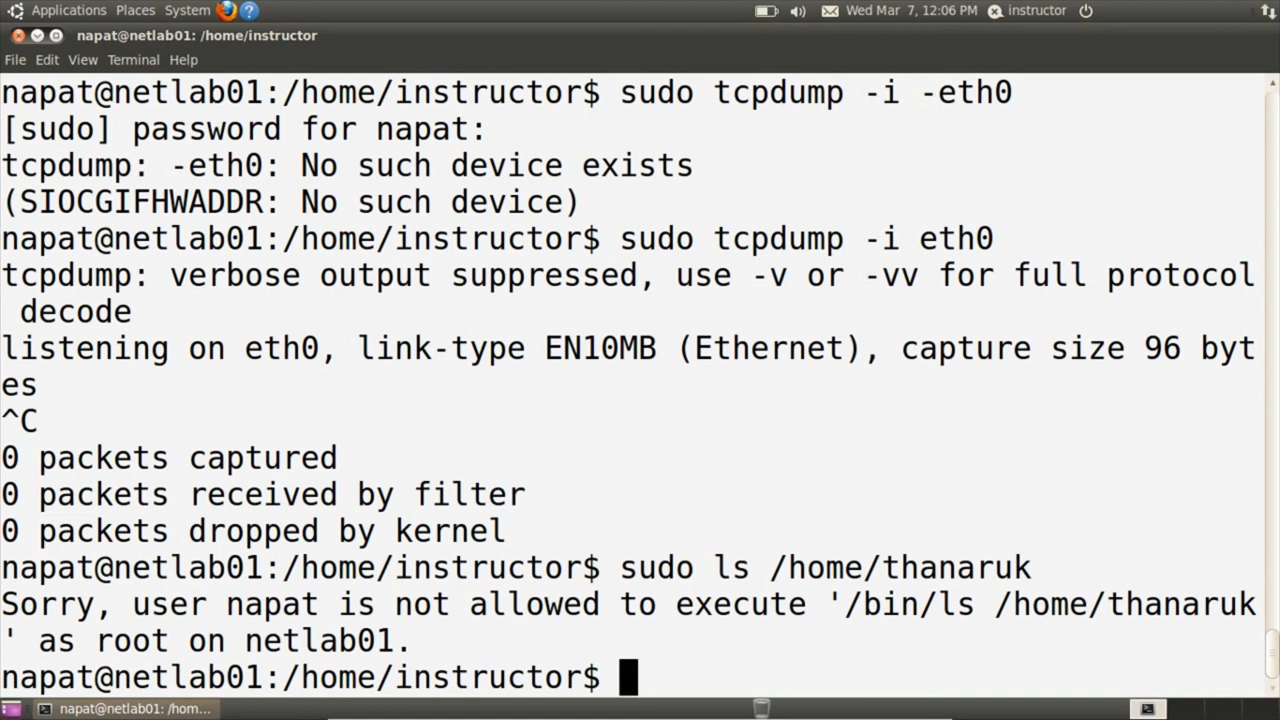 Applications Places System Wed Mar 7, 12:06 PM instructor
napat@netlab01: /home/instructor
File Edit View Terminal Help
napat@netlab01:/home/instructor$ sudo tcpdump -i -eth0
[sudo] password for napat:
tcpdump: -eth0: No such device exists
(SIOCGIFHWADDR: No such device)
napat@netlab01:/home/instructor$ sudo tcpdump -i eth0
tcpdump: verbose output suppressed, use -v or -vv for full protocol
 decode
listening on eth0, link-type EN10MB (Ethernet), capture size 96 byt
es
^C
0 packets captured
0 packets received by filter
0 packets dropped by kernel
napat@netlab01:/home/instructor$ sudo ls /home/thanaruk
Sorry, user napat is not allowed to execute '/bin/ls /home/thanaruk
' as root on netlab01.
napat@netlab01:/home/instructor$
napat@netlab01: /hom...